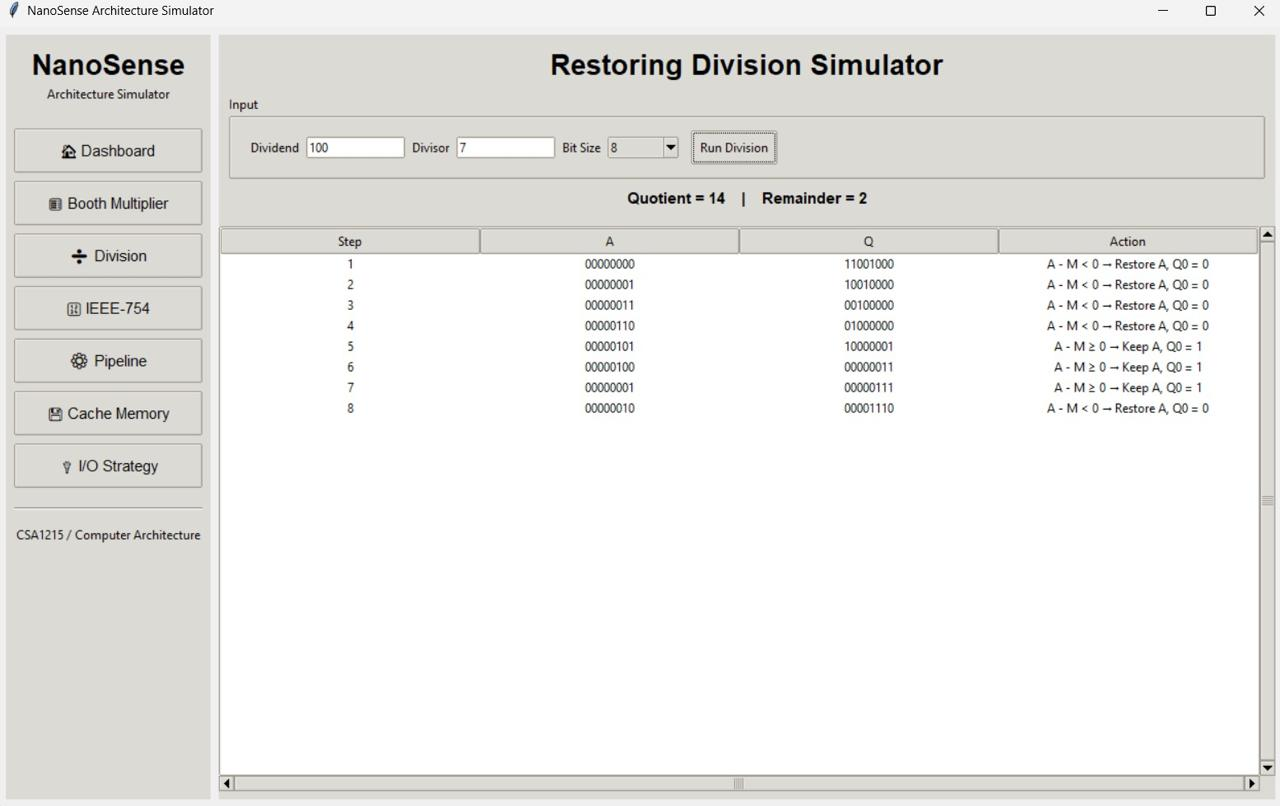 NanoSense Architecture Simulator
NanoSense
Architecture Simulator
Dashboard
Booth Multiplier
Division
IEEE-754
Pipeline
Cache Memory
I/O Strategy
CSA1215 / Computer Architecture
Restoring Division Simulator
Input
Dividend 100 Divisor 7 Bit Size 8 Run Division
Quotient = 14 | Remainder = 2
Step A Q Action
1 00000000 11001000 A - M < 0 → Restore A, Q0 = 0
2 00000001 10010000 A - M < 0 → Restore A, Q0 = 0
3 00000011 00100000 A - M < 0 → Restore A, Q0 = 0
4 00000110 01000000 A - M < 0 → Restore A, Q0 = 0
5 00000101 10000001 A - M ≥ 0 → Keep A, Q0 = 1
6 00000100 00000011 A - M ≥ 0 → Keep A, Q0 = 1
7 00000001 00000111 A - M ≥ 0 → Keep A, Q0 = 1
8 00000010 00001110 A - M < 0 → Restore A, Q0 = 0